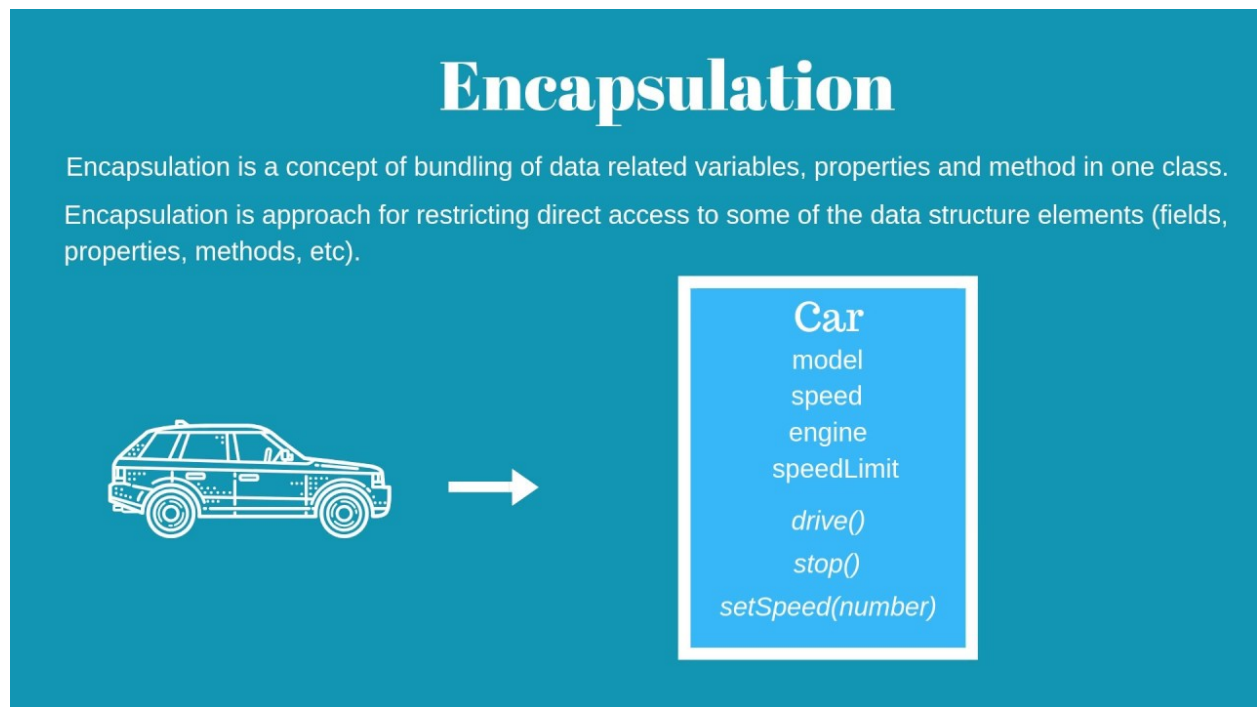 Encapsulation
Encapsulation is a concept of bundling of data related variables, properties and method in one class.
Encapsulation is approach for restricting direct access to some of the data structure elements (fields,
properties, methods, etc).
Car
model
speed
engine
speedLimit
drive()
stop()
setSpeed(number)